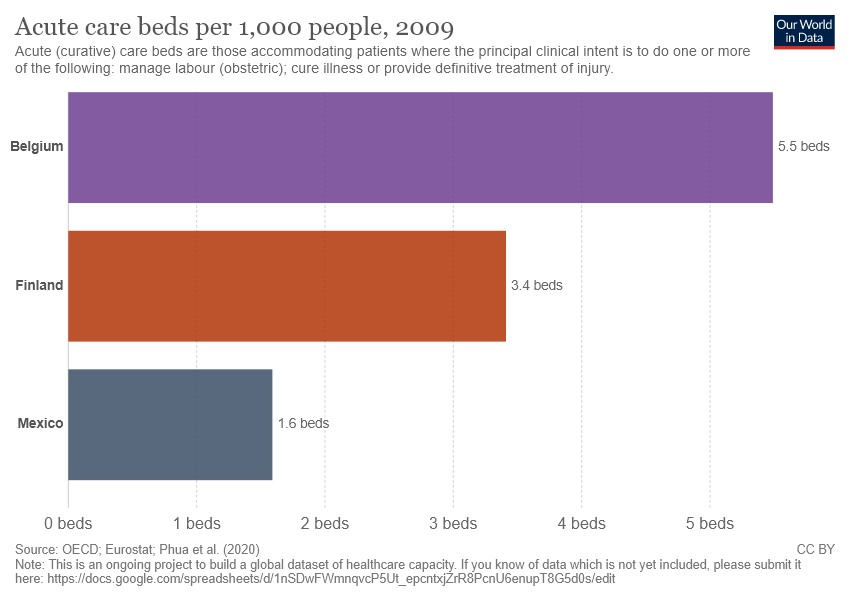 Acute care beds per 1,000 people, 2009
Our World
in Data
Acute (curative) care beds are those accommodating patients where the principal clinical intent is to do one or more
of the following: manage labour (obstetric); cure illness or provide definitive treatment of injury.
Belgium
5.5 beds
Finland
3.4 beds
Mexico
1.6 beds
0 beds 1 beds 2 beds 3 beds 4 beds 5 beds
Source: OECD; Eurostat; Phua et al. (2020)
CC BY
Note: This is an ongoing project to build a global dataset of healthcare capacity. If you know of data which is not yet included, please submit it
here: https://docs.google.com/spreadsheets/d/1nSDwFWmnqvcP5Ut_epcntxjZrR8PcnU6enupT8G5d0s/edit